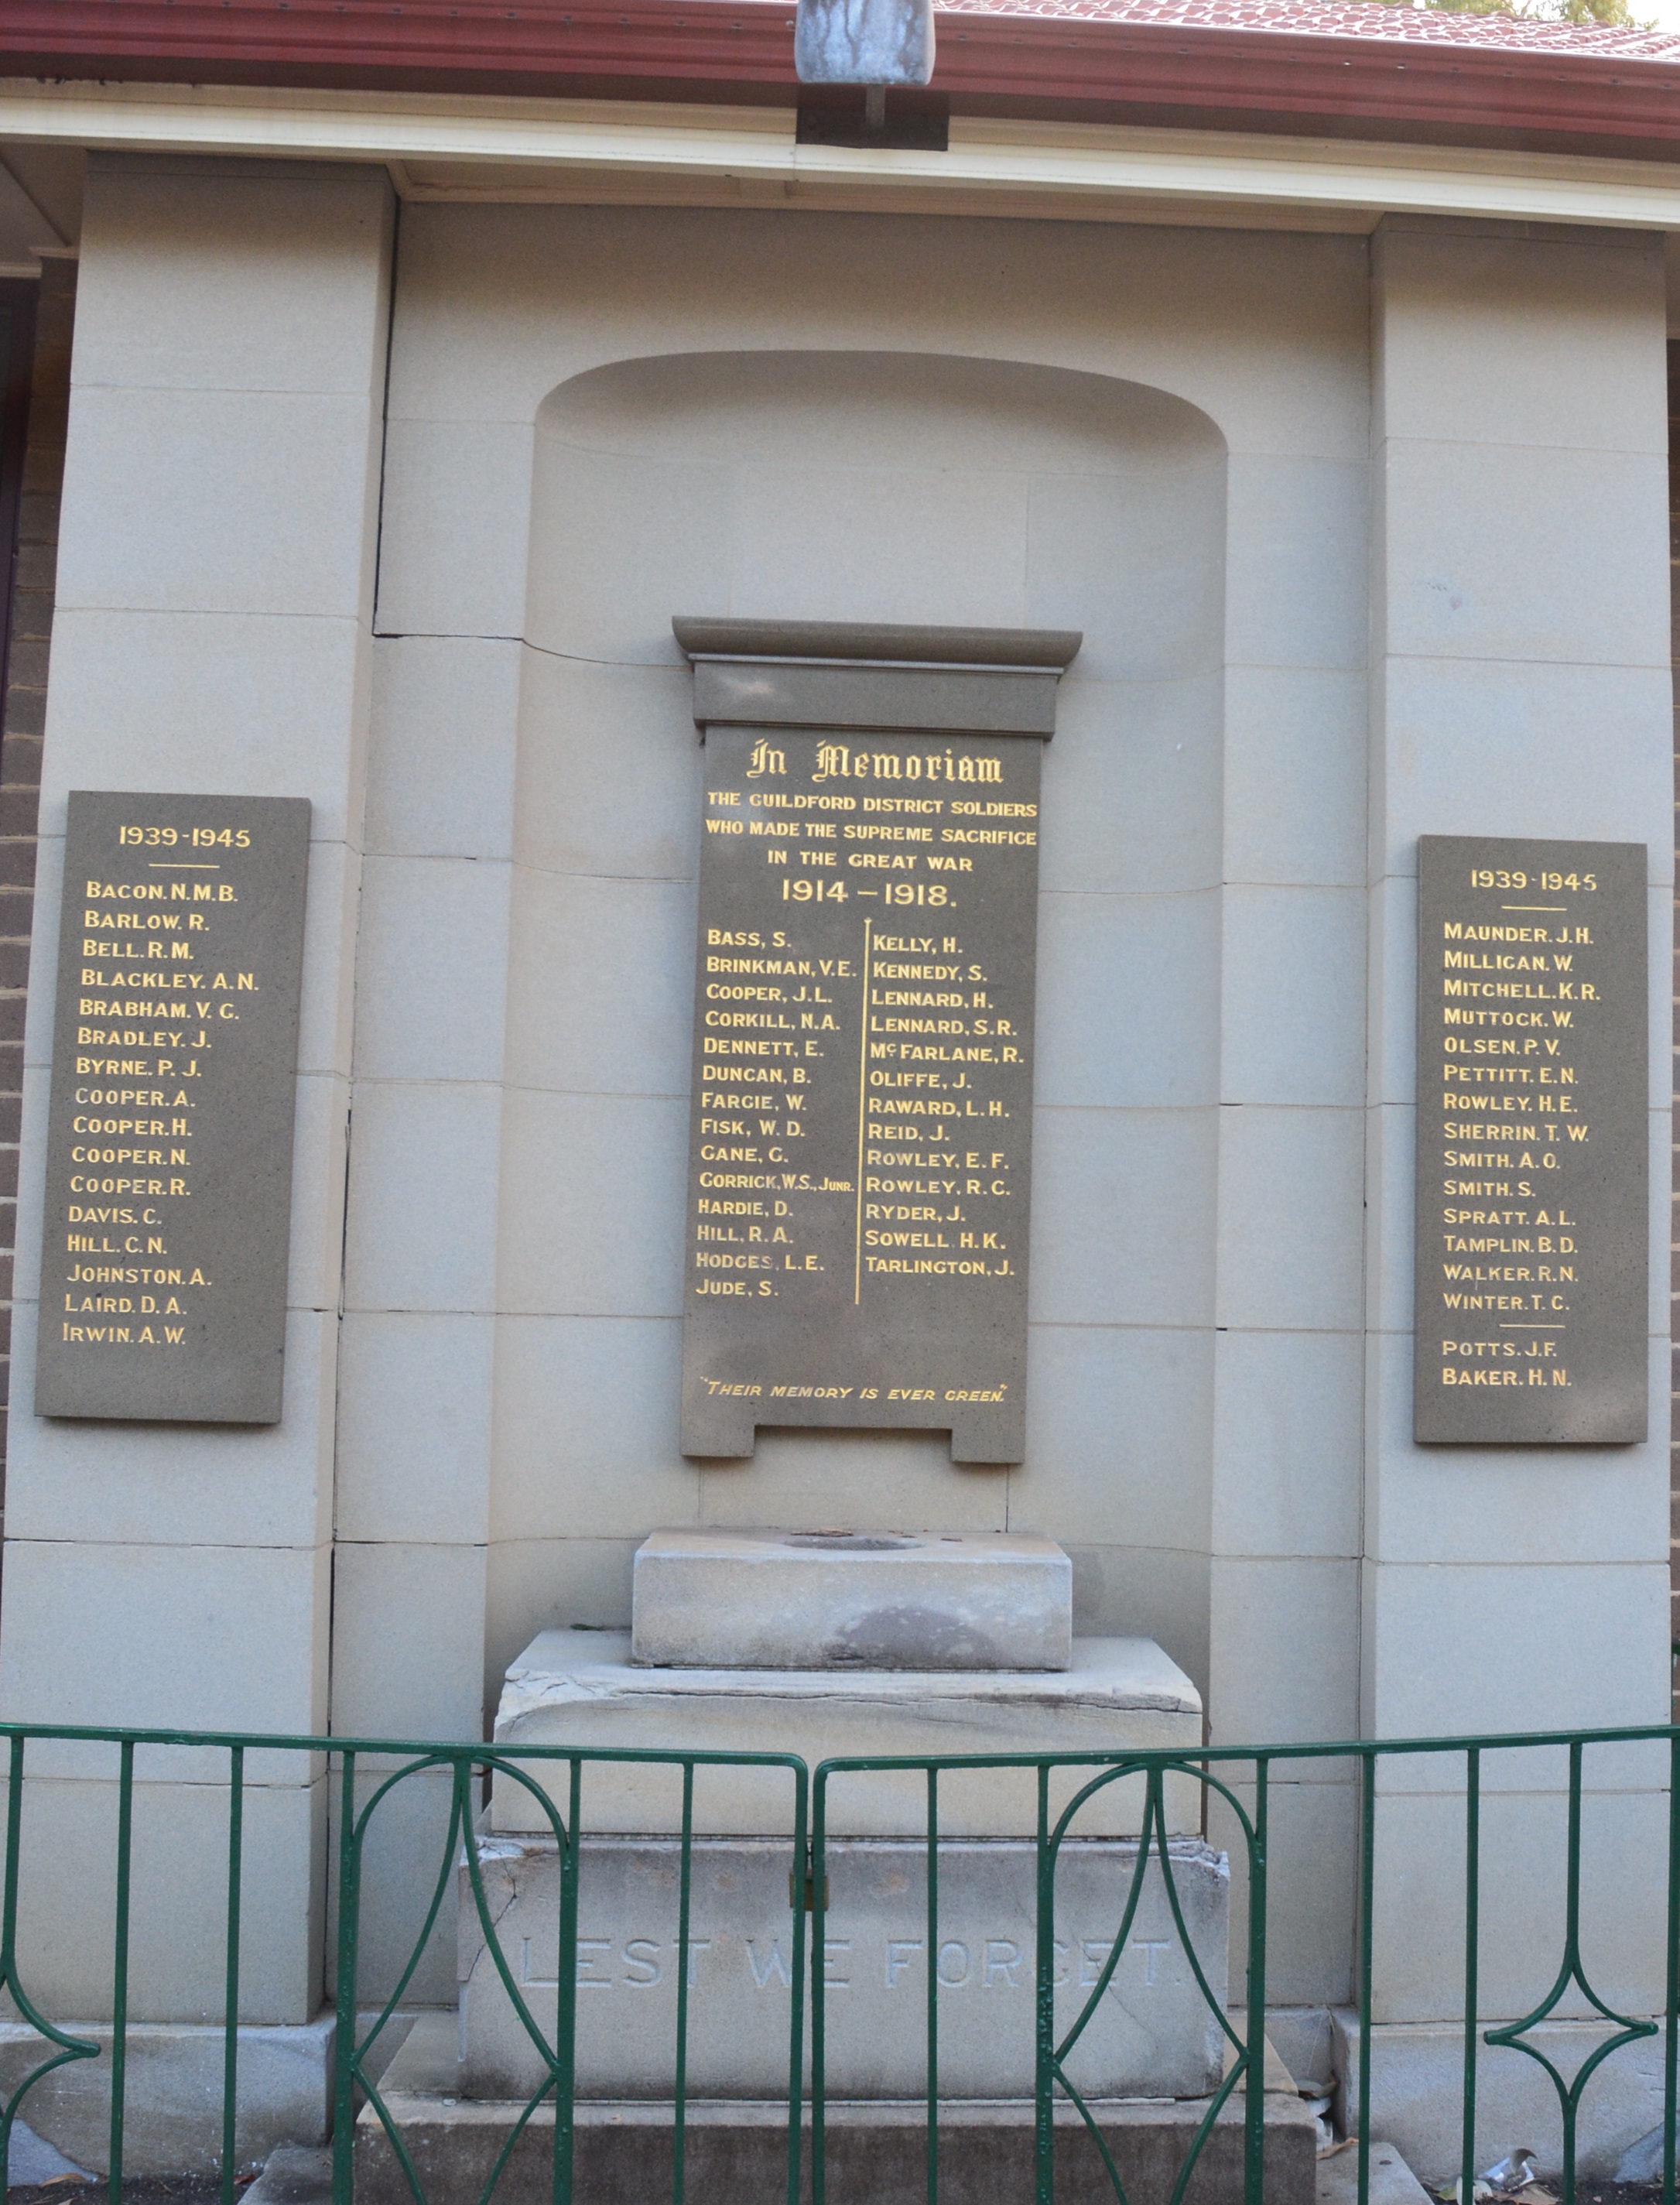 1939-1945
BACON. N. M. B.
BARLOW. R.
BELL. R. M.
BLACKLEY. A. N.
BRABHAM. V. G.
BRADLEY. J.
BYRNE. P. J.
COOPER. A.
COOPER. H.
COOPER. N.
COOPER. R.
DAVIS. C.
HILL. C. N.
JOHNSTON. A.
LAIRD. D. A.
IRWIN. A. W.
In Memoriam
THE GUILDFORD DISTRICT SOLDIERS
WHO MADE THE SUPREME SACRIFICE
IN THE GREAT WAR
1914 – 1918.
BASS, S.
BRINKMAN, V.E.
COOPER, J.L.
CORKILL, N.A.
DENNETT, E.
DUNCAN, B.
FARGIE, W.
FISK, W. D.
GANE, G.
GORRICK, W.S., JUNR.
HARDIE, D.
HILL, R. A.
HODGES, L.E.
JUDE, S.
KELLY, H.
KENNEDY, S.
LENNARD, H.
LENNARD, S.R.
McFARLANE, R.
OLIFFE, J.
RAWARD, L.H.
REID, J.
ROWLEY, E. F.
ROWLEY, R. C.
RYDER, J.
SOWELL H. K.
TARLINGTON, J.
"THEIR MEMORY IS EVER GREEN."
1939-1945
MAUNDER. J. H.
MILLIGAN. W.
MITCHELL. K. R.
MUTTOCK. W.
OLSEN. P. V.
PETTITT. E. N.
ROWLEY. H. E.
SHERRIN. T. W.
SMITH. A. O.
SMITH. S.
SPRATT. A. L.
TAMPLIN. B. D.
WALKER. R. N.
WINTER. T. C.
POTTS. J. F.
BAKER. H. N.
LEST WE FORGET.